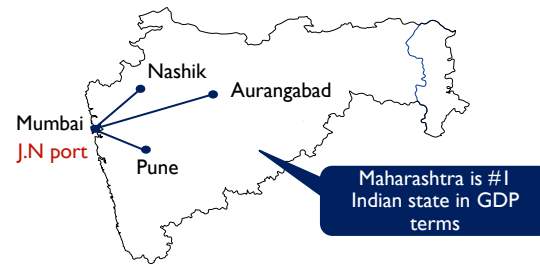 Nashik
Aurangabad
Mumbai
J.N port
Pune
Maharashtra is #1
Indian state in GDP
terms